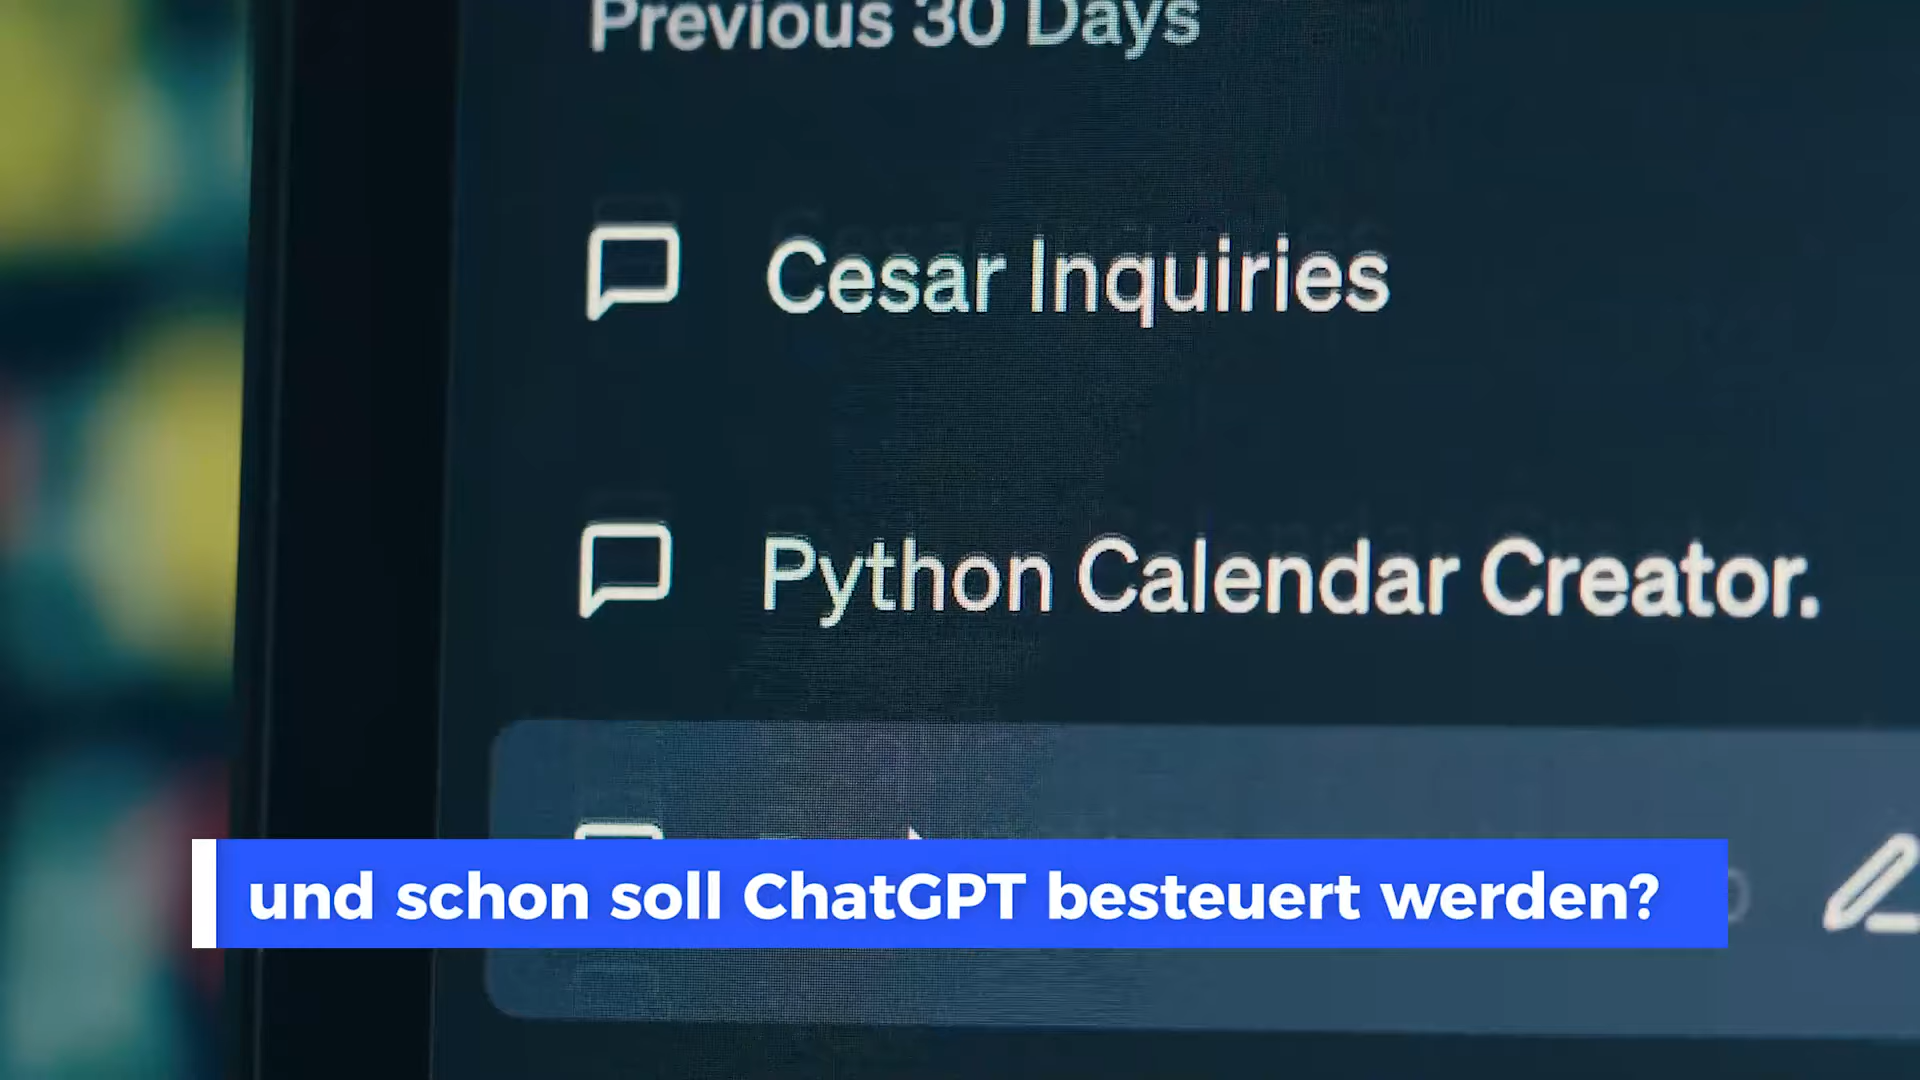 Previous 30 Days
Cesar Inquiries
Python Calendar Creator.
und schon soll ChatGPT besteuert werden?